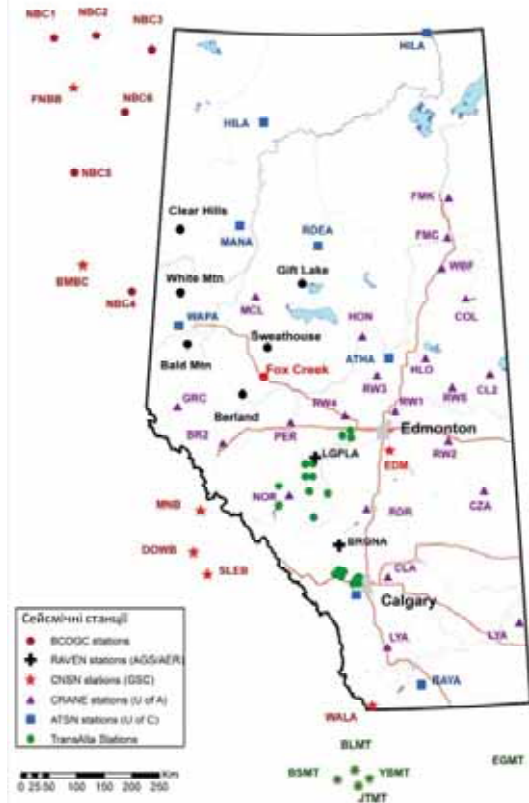 NBC1 NBC2 NBC3
HILA
FNBB
NBC6
HILA
NBC5
FMK
Clear Hills
MANA RDEA FMC
WBF
BMBC White Mtn Gift Lake
NBC4 MCL COL
WAPA HON
Sweathouse
Bald Mtn ATHA HLO
Fox Creek RW3 CL2
GRC RW5
Berland RW4 RW1
BR2 PER Edmonton
RW2
LGPLA EDM
NOR CZA
MNB RDR
BRGNA
DOWB
SLEB CLA
Calgary
LYA LYA
RAYA
WALA
BLMT
EGMT
BSMT YBMT
JTMT
Сейсмічні станції
BCOGC stations
RAVEN stations (AGS/AER)
CNSN stations (GSC)
CRANE stations (U of A)
ATSN stations (U of C)
TransAlta Stations
0 25 50 100 150 200 Км